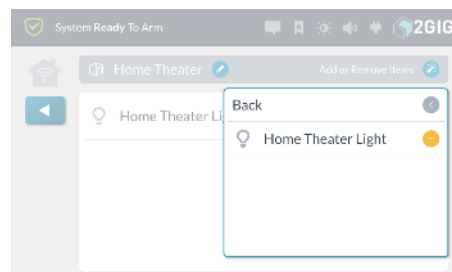 System Ready To Arm
2GIG
Home Theater
Add or Remove Items
Home Theater Li
Back
Home Theater Light